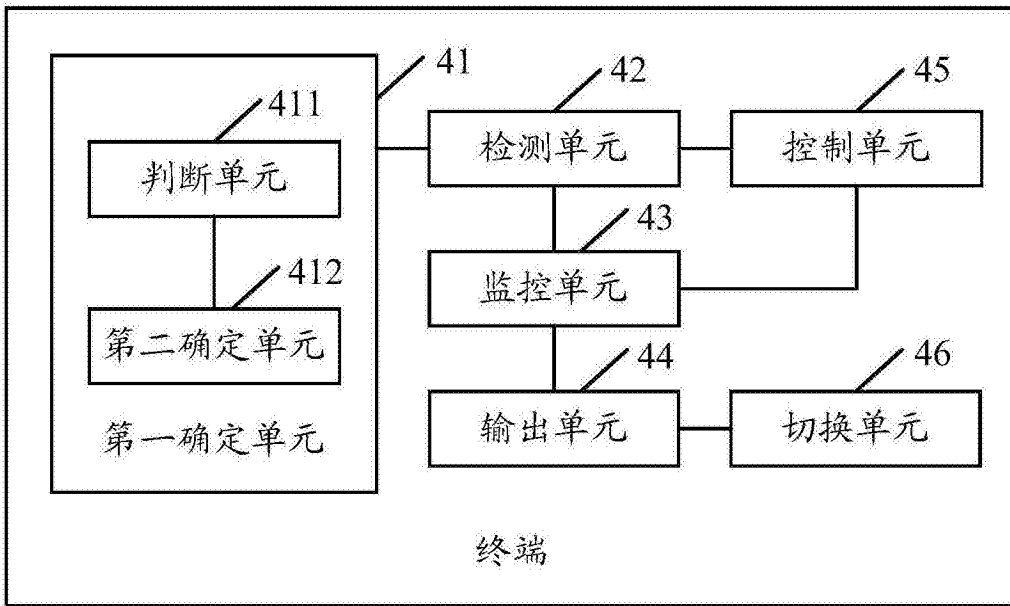 41
42
45
411
判断单元
检测单元
控制单元
43
412
监控单元
第二确定单元
44
46
第一确定单元
输出单元
切换单元
终端